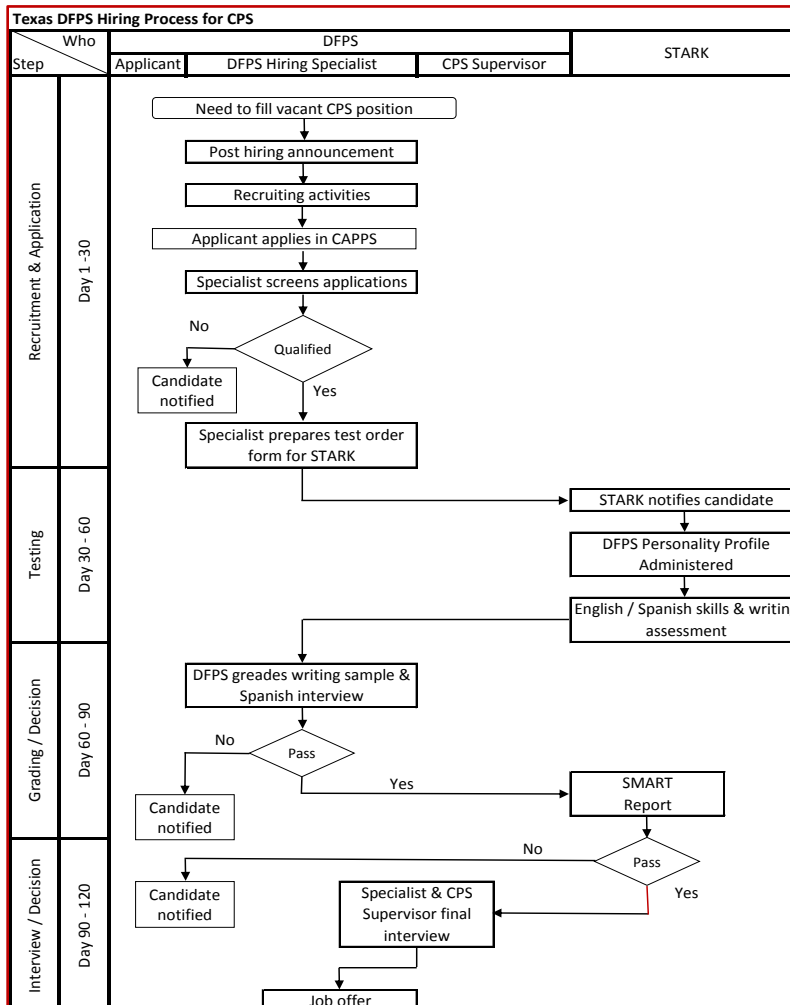 Texas DFPS Hiring Process for CPS
Who
Step
DFPS
STARK
Applicant
DFPS Hiring Specialist
CPS Supervisor
Recruitment & Application
Day 1 -30
Need to fill vacant CPS position
Post hiring announcement
Recruiting activities
Applicant applies in CAPPS
Specialist screens applications
No
Qualified
Candidate
notified
Yes
Specialist prepares test order
form for STARK
Testing
Day 30 - 60
STARK notifies candidate
DFPS Personality Profile
Administered
English / Spanish skills & writin
assessment
Grading / Decision
Day 60 - 90
DFPS greades writing sample &
Spanish interview
No
Pass
Yes
Candidate
notified
SMART
Report
Interview / Decision
Day 90 - 120
No
Pass
Yes
Candidate
notified
Specialist & CPS
Supervisor final
interview
Job offer